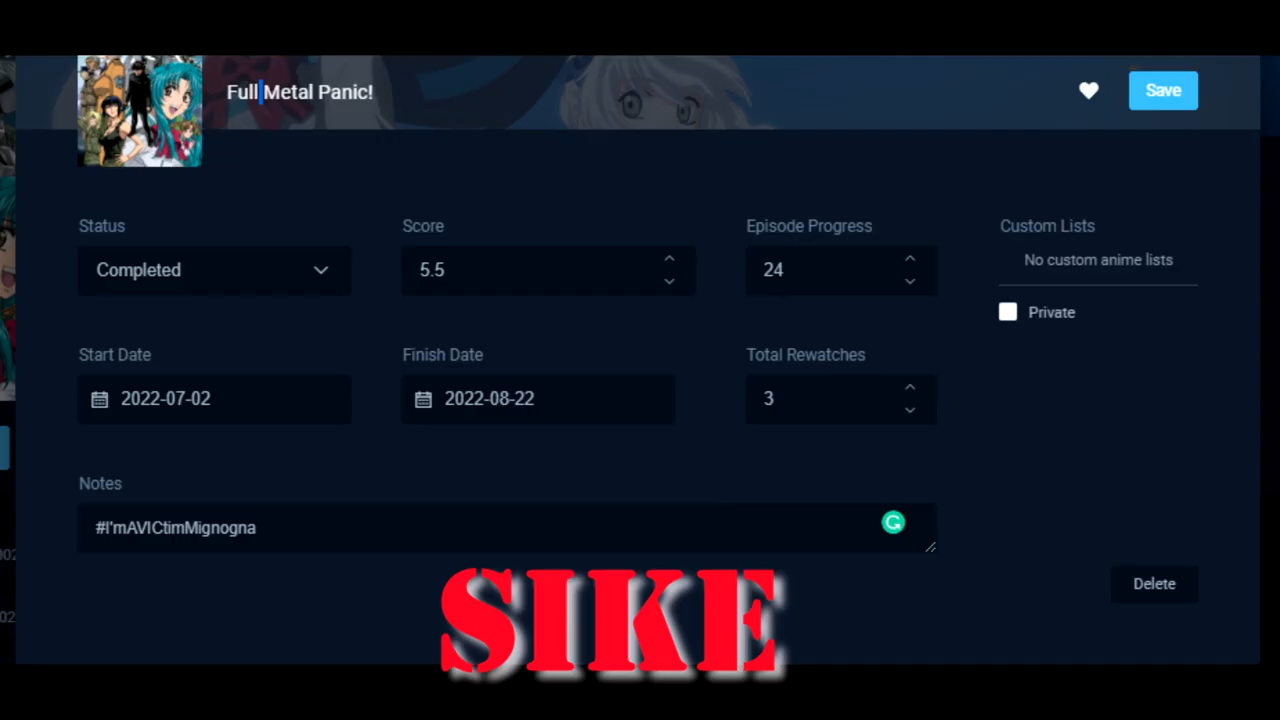 Full Metal Panic!
Save
Status
Score
Episode Progress
Custom Lists
Completed
5.5
24
No custom anime lists
Private
Start Date
Finish Date
Total Rewatches
2022-07-02
2022-08-22
3
Notes
#I'mAVICtimMignogna
Delete
SIKE